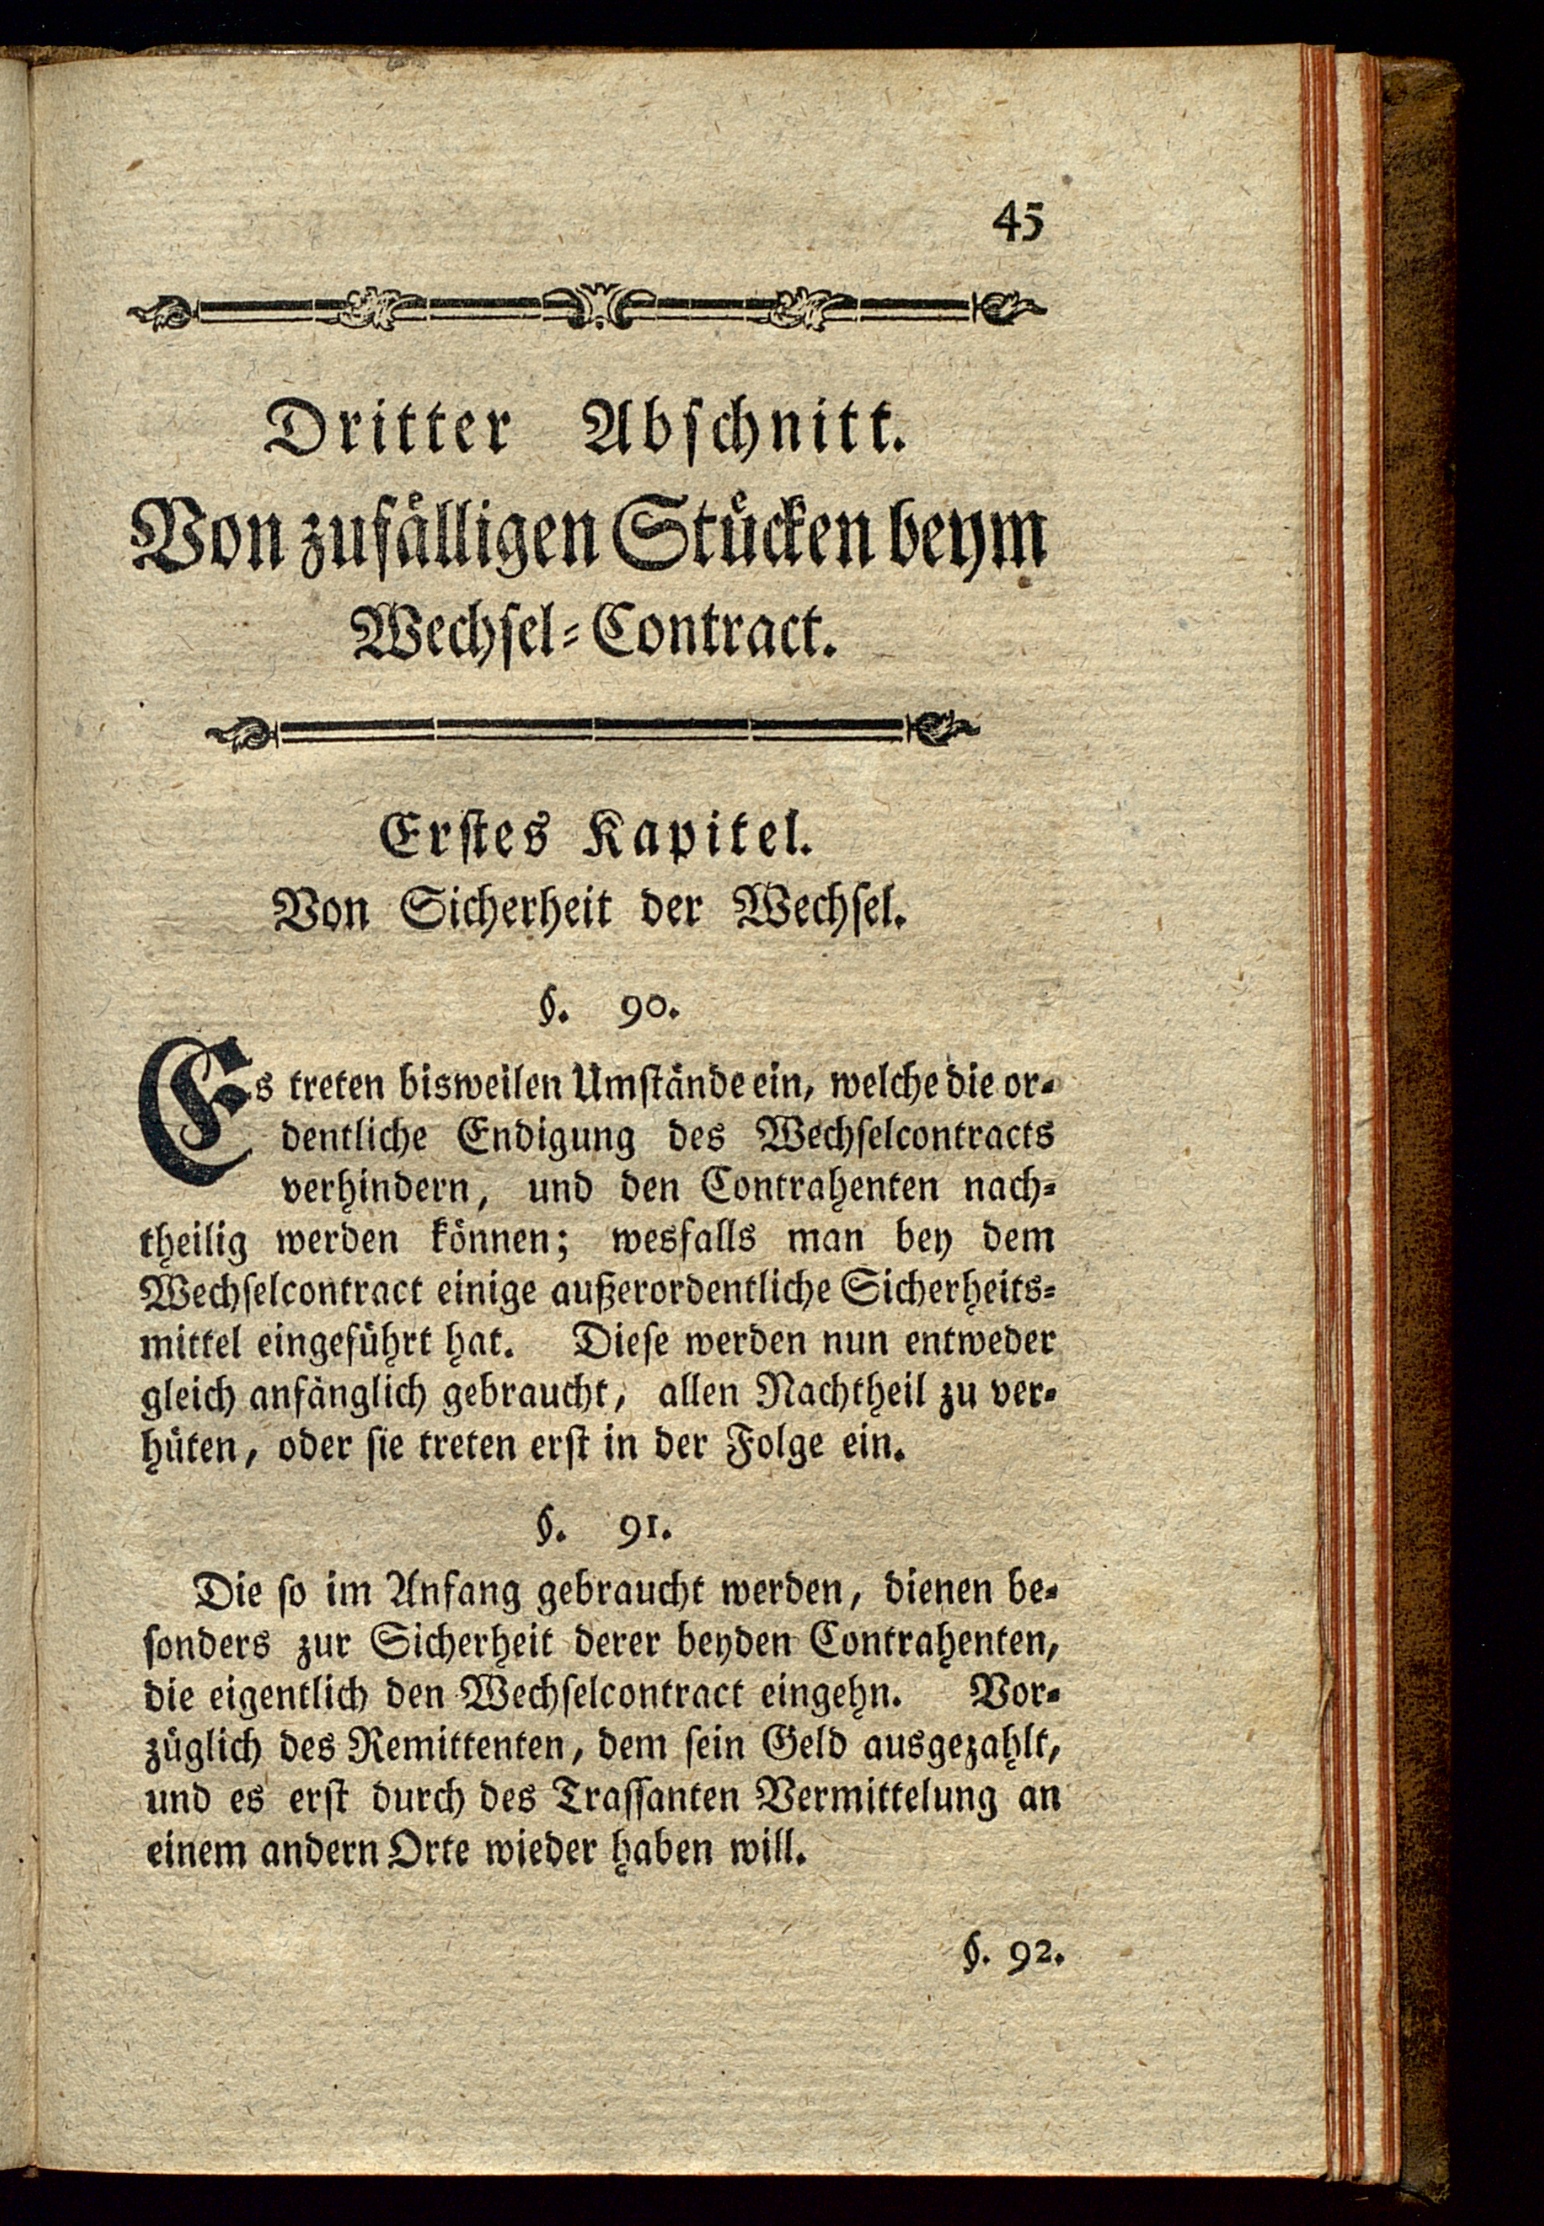 45
Dritter Abschnitt.
Von zufälligen Stücken beym
Wechsel-Contract.
Erstes Kapitel.
Von Sicherheit der Wechsel.
§. 90.
Es treten bisweilen Umstände ein, welche die or-
dentliche Endigung des Wechselcontracts
verhindern, und den Contrahenten nach-
theilig werden können; wesfalls man bey dem
Wechselcontract einige außerordentliche Sicherheits-
mittel eingeführt hat. Diese werden nun entweder
gleich anfänglich gebraucht, allen Nachtheil zu ver-
hüten, oder sie treten erst in der Folge ein.
§. 91.
Die so im Anfang gebraucht werden, dienen be-
sonders zur Sicherheit derer beyden Contrahenten,
die eigentlich den Wechselcontract eingehn. Vor-
züglich des Remittenten, dem sein Geld ausgezahlt,
und es erst durch des Trassanten Vermittelung an
einem andern Orte wieder haben will.
§. 92.